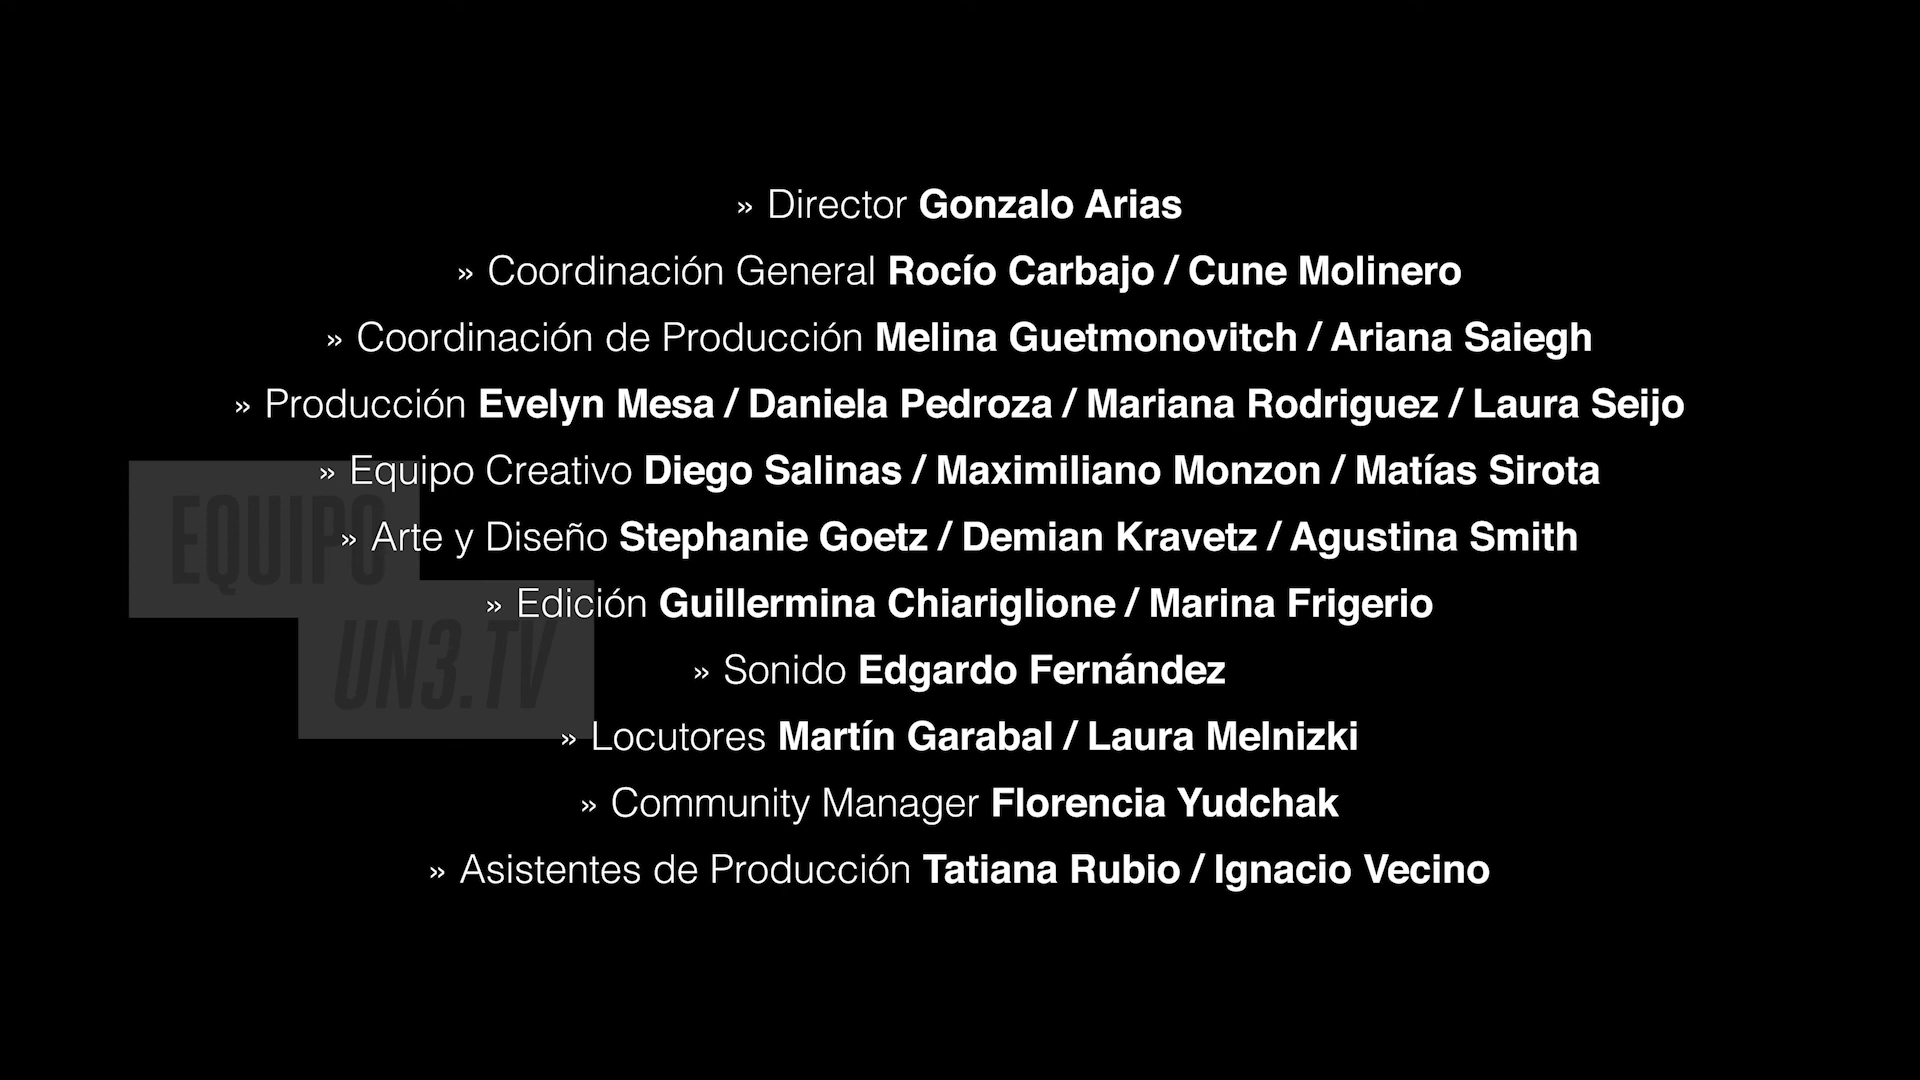 » Director Gonzalo Arias
» Coordinación General Rocío Carbajo / Cune Molinero
» Coordinación de Producción Melina Guetmonovitch / Ariana Saiegh
» Producción Evelyn Mesa / Daniela Pedroza / Mariana Rodriguez / Laura Seijo
» Equipo Creativo Diego Salinas / Maximiliano Monzon / Matías Sirota
» Arte y Diseño Stephanie Goetz / Demian Kravetz / Agustina Smith
» Edición Guillermina Chiariglione / Marina Frigerio
» Sonido Edgardo Fernández
» Locutores Martín Garabal / Laura Melnizki
» Community Manager Florencia Yudchak
» Asistentes de Producción Tatiana Rubio / Ignacio Vecino
EQUIPO
UN3.TV